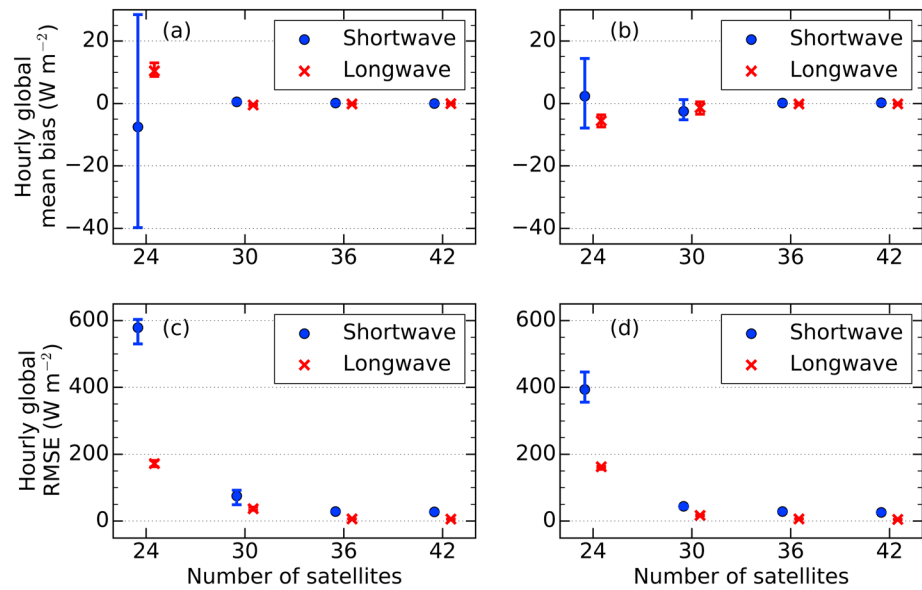 Hourly global
mean bias (W m−2)
20
0
−20
−40
(a)
Shortwave
Longwave
24
30
36
42
20
0
−20
−40
(b)
Shortwave
Longwave
24
30
36
42
Hourly global
RMSE (W m−2)
600
400
200
0
(c)
Shortwave
Longwave
24
30
36
42
Number of satellites
600
400
200
0
(d)
Shortwave
Longwave
24
30
36
42
Number of satellites